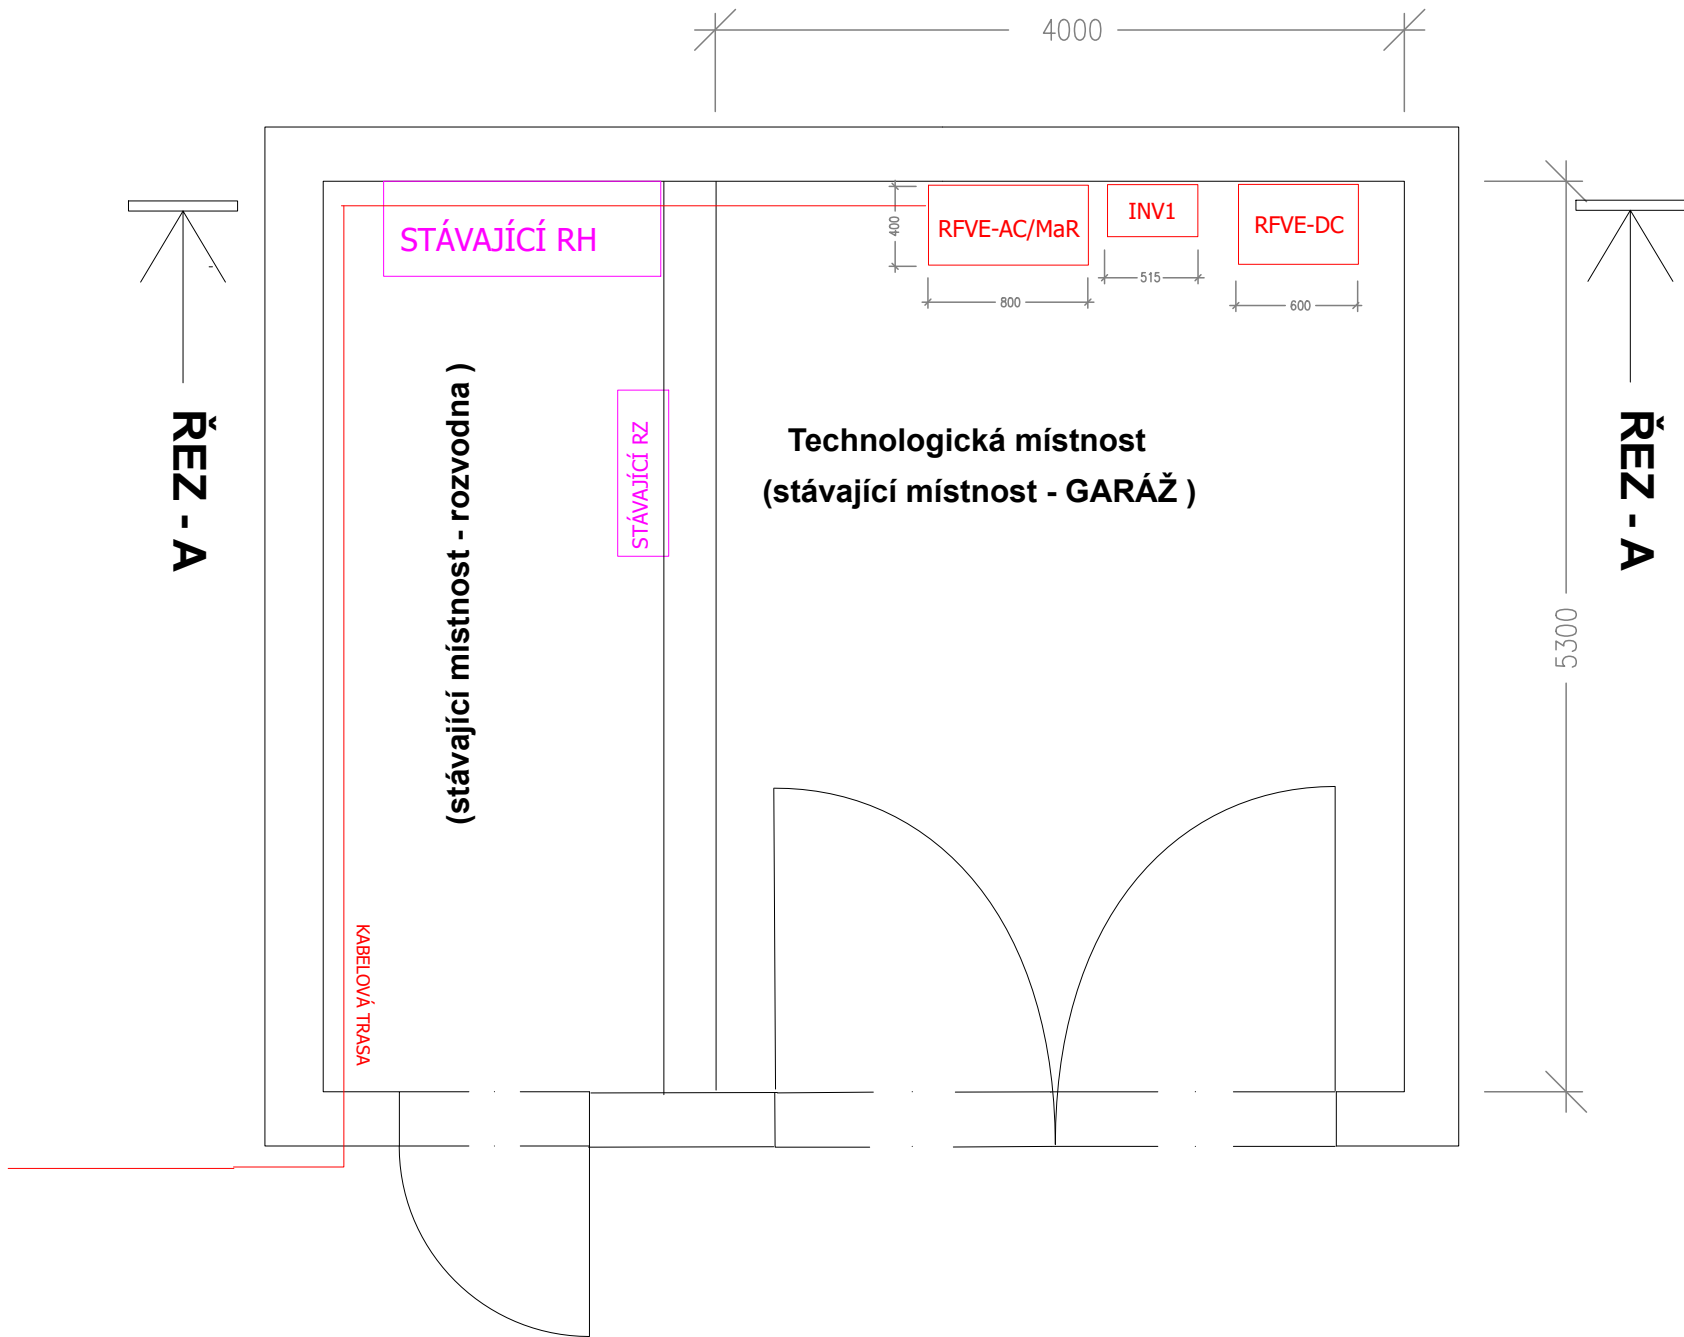 4000
STÁVAJÍCÍ RH
RFVE-AC/MaR
INV1
RFVE-DC
400
800
515
600
ŘEZ - A
ŘEZ - A
(stávající místnost - rozvodna )
STÁVAJÍCÍ RZ
Technologická místnost
(stávající místnost - GARÁŽ )
5300
KABELOVÁ TRASA